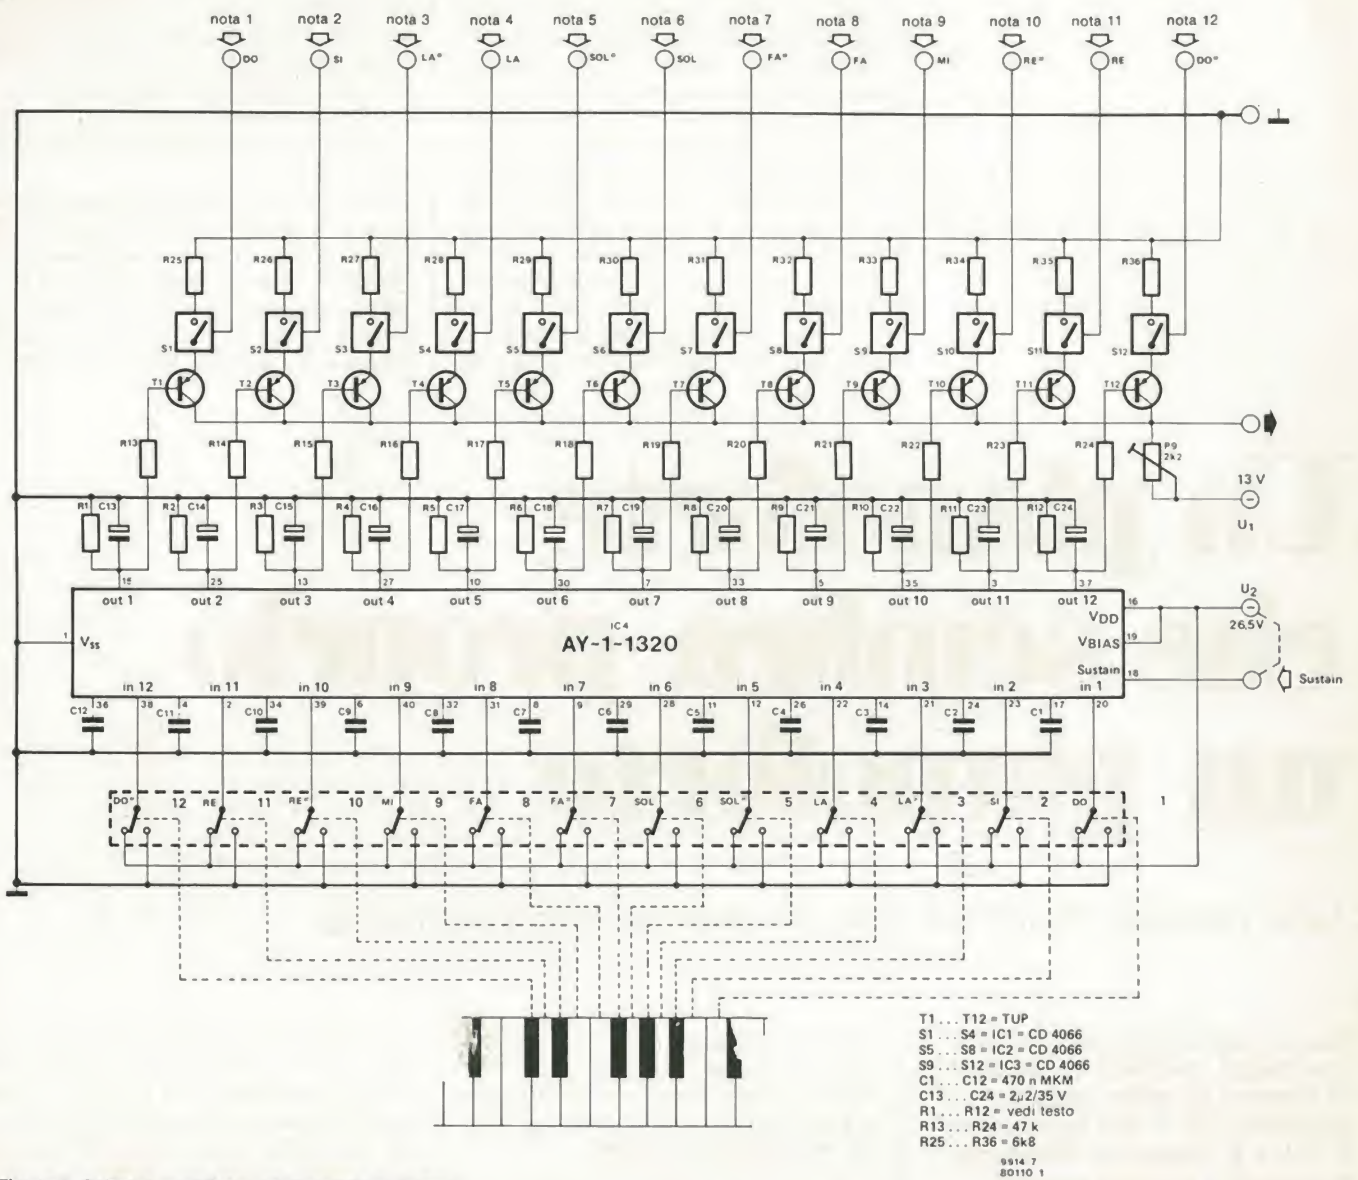 nota 1 nota 2 nota 3 nota 4 nota 5 nota 6 nota 7 nota 8 nota 9 nota 10 nota 11 nota 12
DO SI LA# LA SOL# SOL FA# FA MI RE# RE DO#
R25 R26 R27 R28 R29 R30 R31 R32 R33 R34 R35 R36
S1 S2 S3 S4 S5 S6 S7 S8 S9 S10 S11 S12
T1 T2 T3 T4 T5 T6 T7 T8 T9 T10 T11 T12
R13 R14 R15 R16 R17 R18 R19 R20 R21 R22 R23 R24 P9
2k2
13 V
U1
R1 C13 R2 C14 R3 C15 R4 C16 R5 C17 R6 C18 R7 C19 R8 C20 R9 C21 R10 C22 R11 C23 R12 C24
15 25 13 27 10 30 7 33 5 35 3 37
out 1 out 2 out 3 out 4 out 5 out 6 out 7 out 8 out 9 out 10 out 11 out 12
16
VDD
U2
26,5V
IC4
AY-1-1320
1 VSS
VBIAS 19
Sustain 18
Sustain
in 12 in 11 in 10 in 9 in 8 in 7 in 6 in 5 in 4 in 3 in 2 in 1
C12 36 38 C11 4 2 C10 34 39 C9 6 40 C8 32 31 C7 8 9 C6 29 28 C5 11 12 C4 26 22 C3 14 21 C2 24 23 C1 17 20
DO# 12 RE 11 RE# 10 MI 9 FA 8 FA# 7 SOL 6 SOL# 5 LA 4 LA# 3 SI 2 DO 1
T1 . . . T12 = TUP
S1 . . . S4 = IC1 = CD 4066
S5 . . . S8 = IC2 = CD 4066
S9 . . . S12 = IC3 = CD 4066
C1 . . . C12 = 470 n MKM
C13 . . . C24 = 2µ2/35 V
R1 . . . R12 = vedi testo
R13 . . . R24 = 47 k
R25 . . . R36 = 6k8
9914 7
80110 1